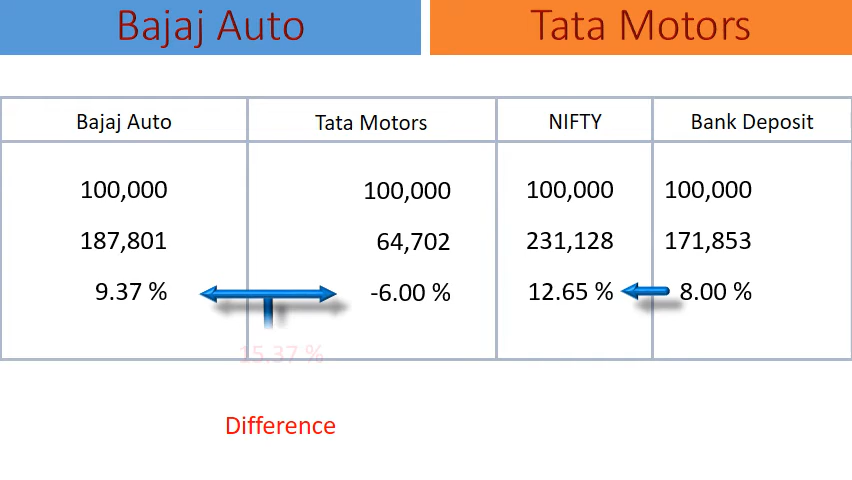 Bajaj Auto Tata Motors
Bajaj Auto Tata Motors NIFTY Bank Deposit
100,000 100,000 100,000 100,000
187,801 64,702 231,128 171,853
9.37 % -6.00 % 12.65 % 8.00 %
15.37 %
Difference